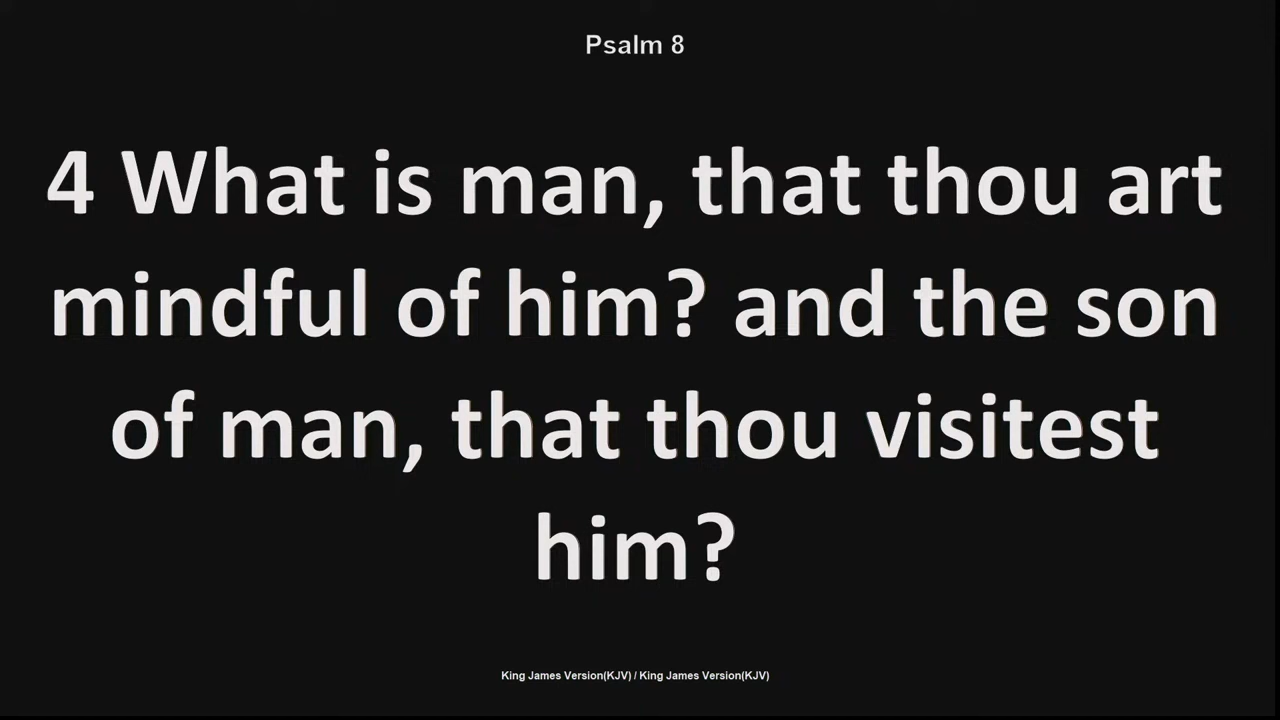 Psalm 8
4 What is man, that thou art
mindful of him? and the son
of man, that thou visitest
him?
King James Version(KJV) / King James Version(KJV)